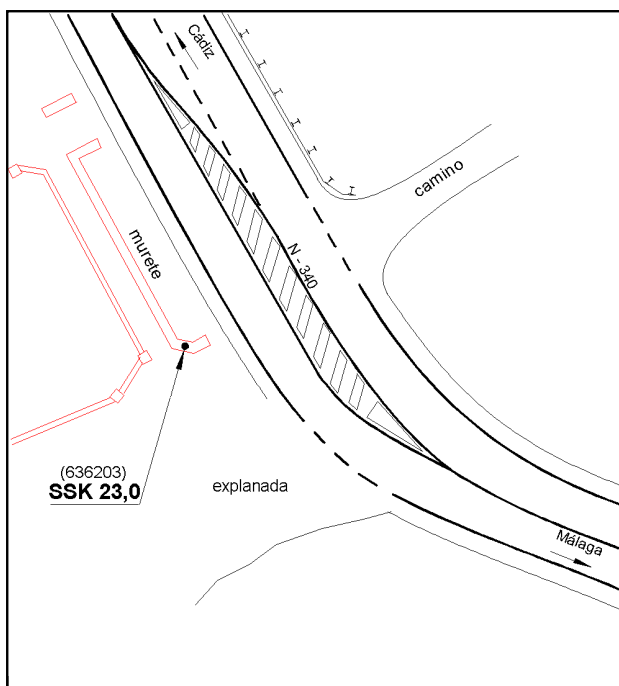 Cádiz
camino
murete
N - 340
(636203)
SSK 23,0
explanada
Málaga